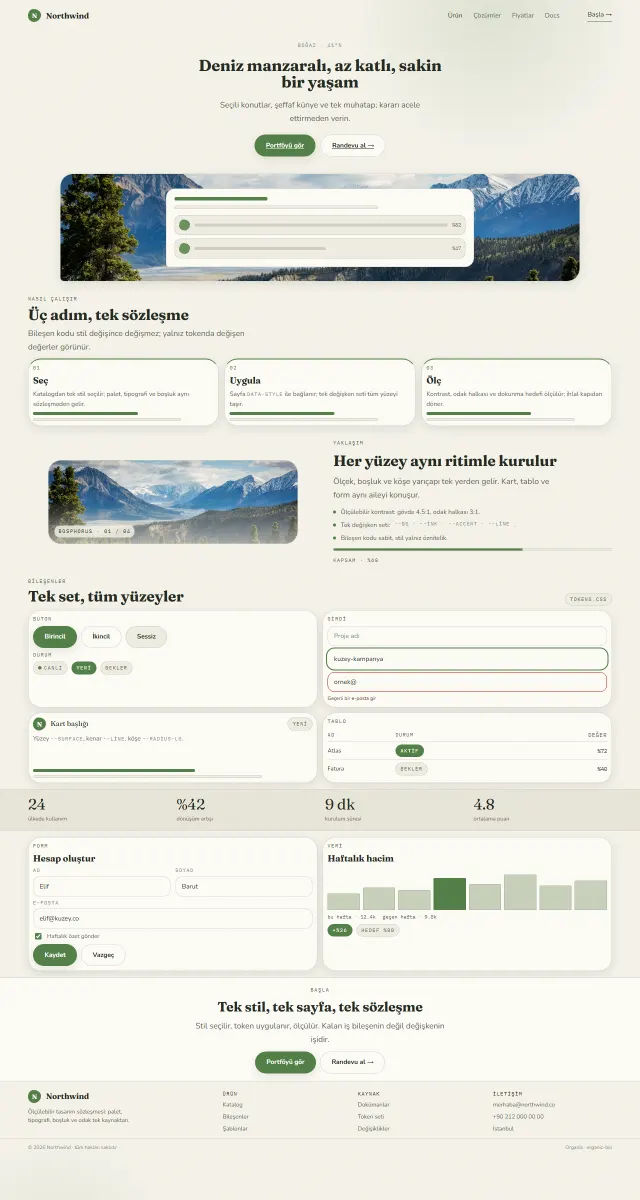 N Northwind Ürün Çözümler Fiyatlar Docs Başla →
BOĞAZ · 41°N
Deniz manzaralı, az katlı, sakin
bir yaşam
Seçili konutlar, şeffaf künye ve tek muhatap; kararı acele
ettirmeden verin.
Portföyü gör Randevu al →
%82
%47
NASIL ÇALIŞIR
Üç adım, tek sözleşme
Bileşen kodu stil değişince değişmez; yalnız tokenda değişen
değerler görünür.
01
Seç
Katalogdan tek stil seçilir; palet, tipografi ve boşluk aynı
sözleşmeden gelir.
02
Uygula
Sayfa DATA-STYLE ile bağlanır; tek değişken seti tüm yüzeyi
taşır.
03
Ölç
Kontrast, odak halkası ve dokunma hedefi ölçülür; ihlal kapıdan
döner.
BOSPHORUS · 01 / 04
YAKLAŞIM
Her yüzey aynı ritimle kurulur
Ölçek, boşluk ve köşe yarıçapı tek yerden gelir. Kart, tablo ve
form aynı aileyi konuşur.
Ölçülebilir kontrast: gövde 4.5:1, odak halkası 3:1.
Tek değişken seti: --BG · --INK · --ACCENT · --LINE .
Bileşen kodu sabit, stil yalnız öznitelik.
KAPSAM · %68
BİLEŞENLER
Tek set, tüm yüzeyler
TOKENS.CSS
BUTON
Birincil İkincil Sessiz
DURUM
CANLI YENİ BEKLER
GİRDİ
Proje adı
kuzey-kampanya
ornek@
Geçerli bir e-posta gir
N Kart başlığı YENİ
Yüzey --SURFACE, kenar --LINE, köşe --RADIUS-LG.
TABLO
AD DURUM DEĞER
Atlas AKTİF %72
Fatura BEKLER %48
24
ülkede kullanım
%42
dönüşüm artışı
9 dk
kurulum süresi
4.8
ortalama puan
FORM
Hesap oluştur
AD SOYAD
Elif Barut
E-POSTA
elif@kuzey.co
Haftalık özet gönder
Kaydet Vazgeç
VERİ
Haftalık hacim
bu hafta · 12.4k geçen hafta · 9.8k
+%26 HEDEF %80
BAŞLA
Tek stil, tek sayfa, tek sözleşme
Stil seçilir, token uygulanır, ölçülür. Kalan iş bileşenin değil değişkenin
işidir.
Portföyü gör Randevu al →
N Northwind
Ölçülebilir tasarım sözleşmesi: palet,
tipografi, boşluk ve odak tek kaynaktan.
ÜRÜN
Katalog
Bileşenler
Şablonlar
KAYNAK
Dokümanlar
Token seti
Değişiklikler
İLETİŞİM
merhaba@northwind.co
+90 212 000 00 00
İstanbul
© 2026 Northwind · tüm hakları saklıdır
Organik · organic-bio